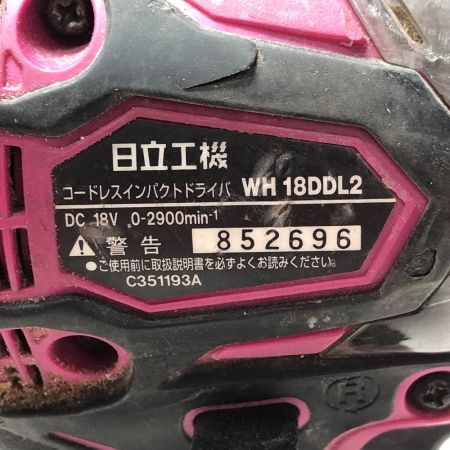 日立工機
コードレスインパクトドライバ WH 18DDL2
DC 18V 0-2900min⁻¹
警告 852696
●ご使用前に取扱説明書を必ずよくお読みください。
C351193A
R